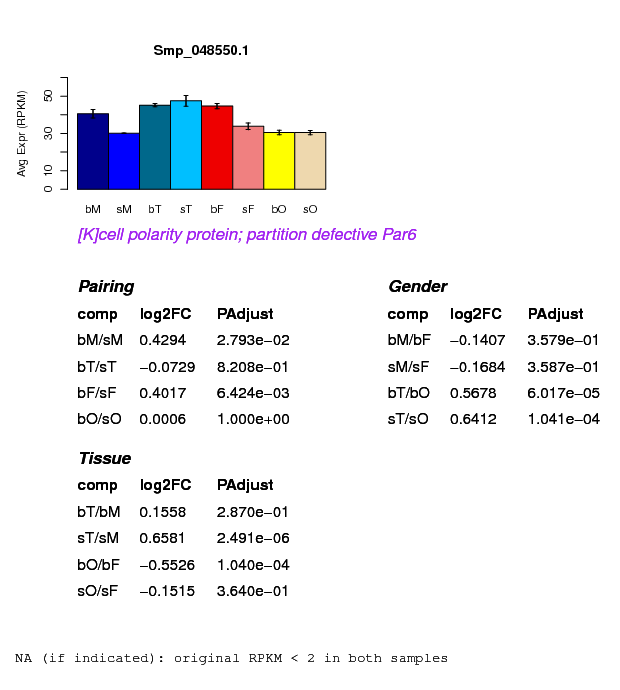 Smp_048550.1
Avg Expr (RPKM)
50
30
10
0
bM sM bT sT bF sF bO sO
[K]cell polarity protein; partition defective Par6
Pairing
comp log2FC PAdjust
bM/sM 0.4294 2.793e−02
bT/sT −0.0729 8.208e−01
bF/sF 0.4017 6.424e−03
bO/sO 0.0006 1.000e+00
Gender
comp log2FC PAdjust
bM/bF −0.1407 3.579e−01
sM/sF −0.1684 3.587e−01
bT/bO 0.5678 6.017e−05
sT/sO 0.6412 1.041e−04
Tissue
comp log2FC PAdjust
bT/bM 0.1558 2.870e−01
sT/sM 0.6581 2.491e−06
bO/bF −0.5526 1.040e−04
sO/sF −0.1515 3.640e−01
NA (if indicated): original RPKM < 2 in both samples